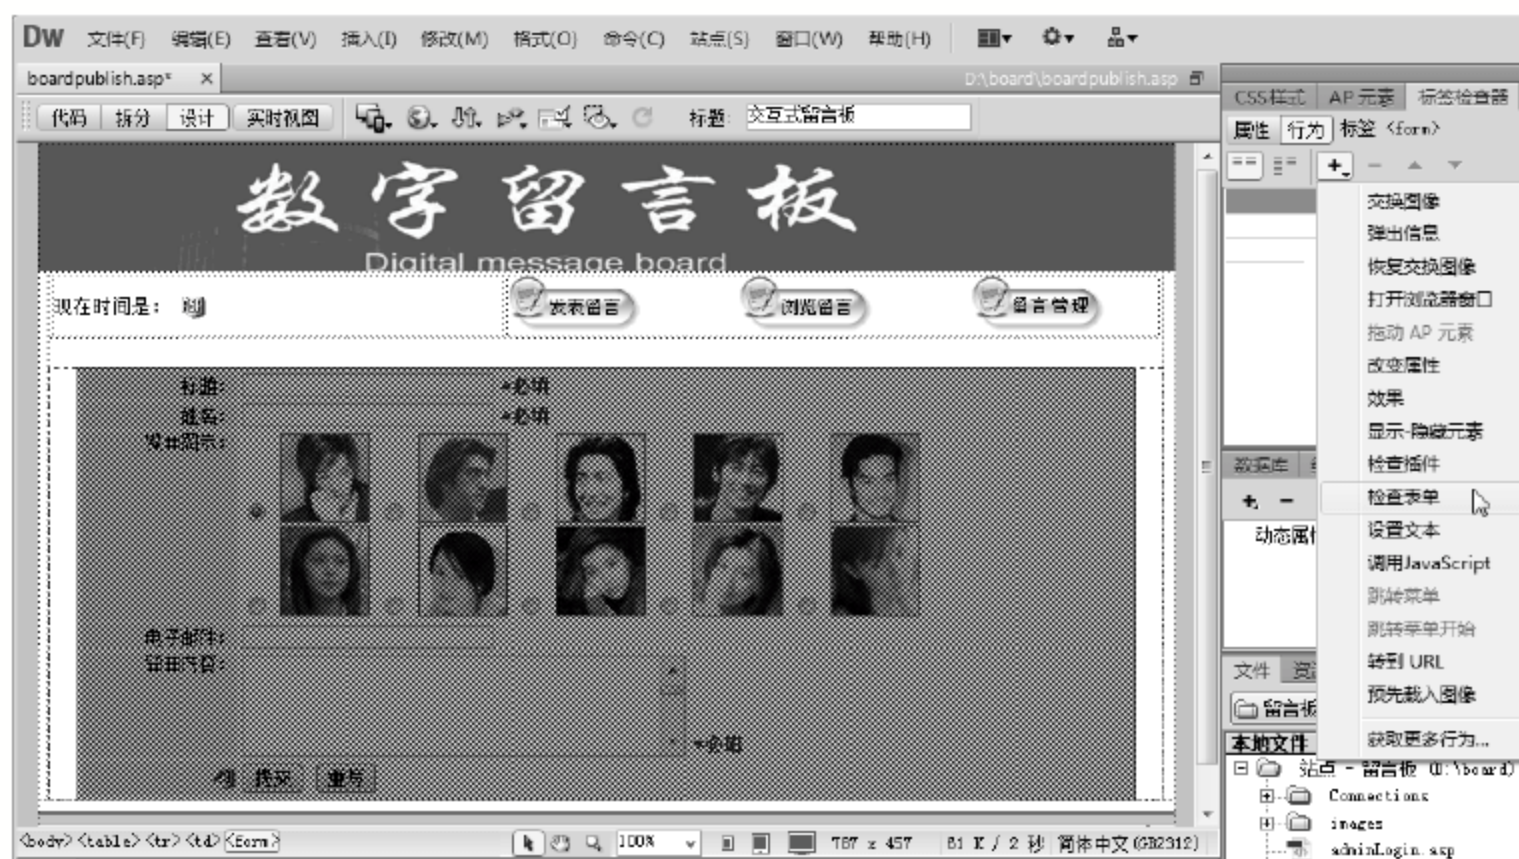 Dw 文件(F) 编辑(E) 查看(V) 插入(I) 修改(M) 格式(O) 命令(C) 站点(S) 窗口(W) 帮助(H)
boardpublish.asp* × D:\board\boardpublish.asp
代码 拆分 设计 实时视图 标题: 交互式留言板
数字留言板
Digital message board
现在时间是:
发表留言 浏览留言 留言管理
标题: *必填
姓名: *必填
电子邮件:
留言内容:
*必填
提交 重写
<body> <table> <tr> <td> <form> 100% 767 x 457 61 K / 2 秒 简体中文(GB2312)
CSS样式 AP 元素 标签检查器
属性 行为 标签 <form>
交换图像
弹出信息
恢复交换图像
打开浏览器窗口
拖动 AP 元素
改变属性
效果
显示-隐藏元素
检查插件
检查表单
设置文本
调用JavaScript
跳转菜单
跳转菜单开始
转到 URL
预先载入图像
获取更多行为...
数据库
动态属
文件
留言板
本地文件
站点 - 留言板 (D:\board)
Connections
images
adminLogin.asp